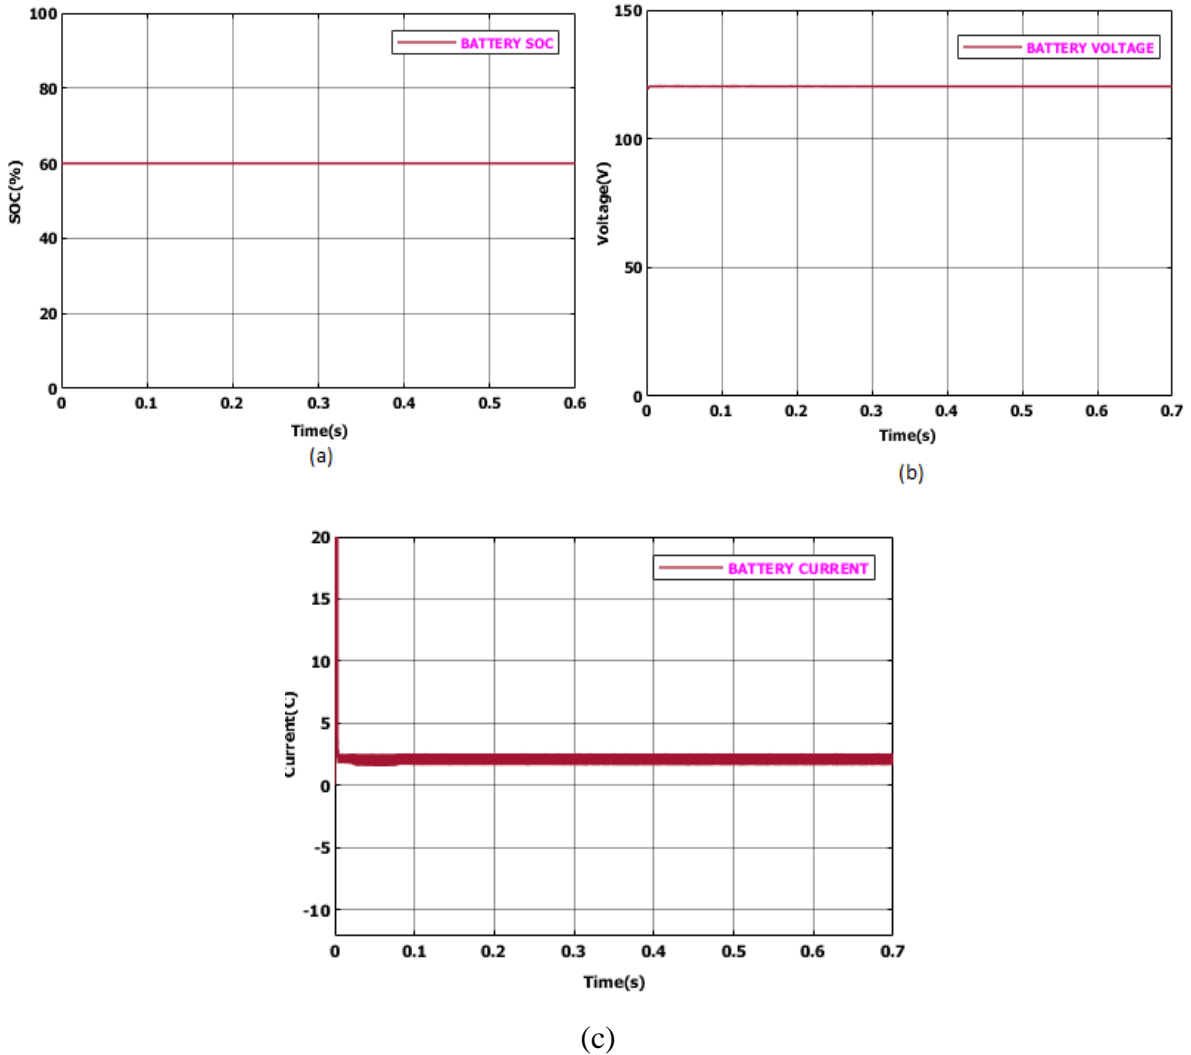 100
80
60
40
20
0
SOC(%)
BATTERY SOC
0 0.1 0.2 0.3 0.4 0.5 0.6
Time(s)
(a)
150
100
50
0
Voltage(V)
BATTERY VOLTAGE
0 0.1 0.2 0.3 0.4 0.5 0.6 0.7
Time(s)
(b)
20
15
10
5
0
-5
-10
Current(C)
BATTERY CURRENT
0 0.1 0.2 0.3 0.4 0.5 0.6 0.7
Time(s)
(c)